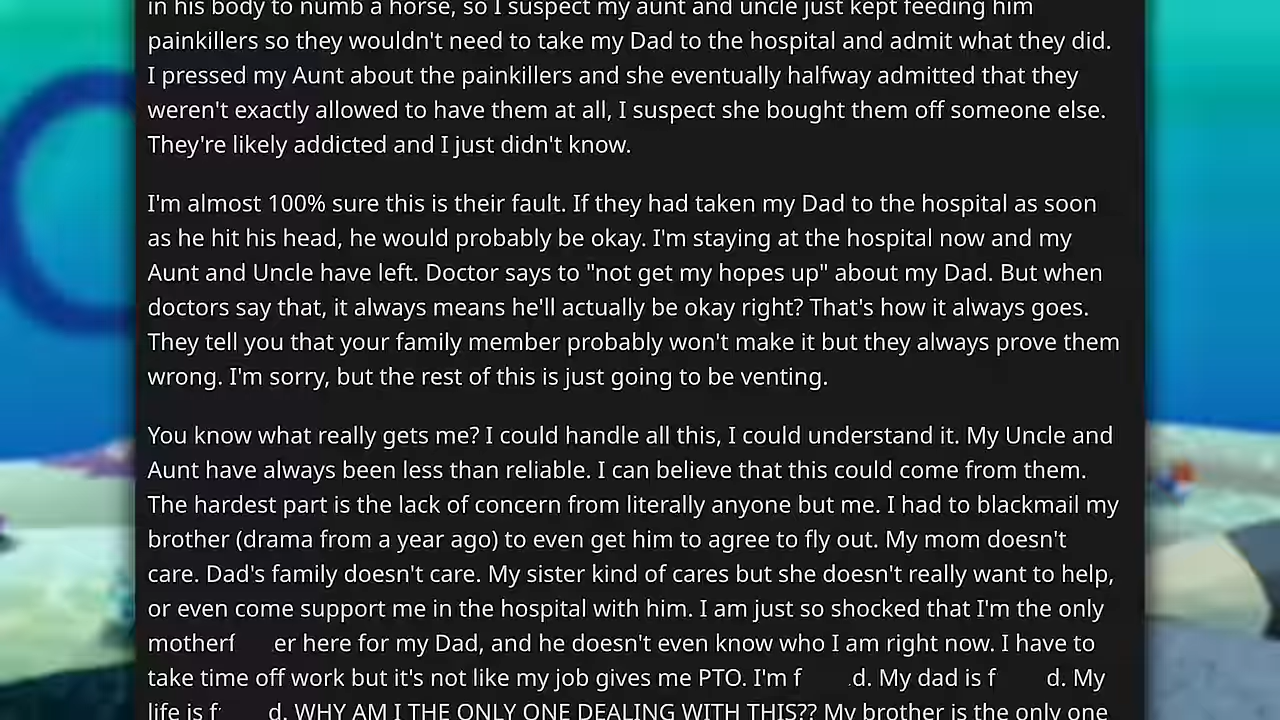 in his body to numb a horse, so I suspect my aunt and uncle just kept feeding him
painkillers so they wouldn't need to take my Dad to the hospital and admit what they did.
I pressed my Aunt about the painkillers and she eventually halfway admitted that they
weren't exactly allowed to have them at all, I suspect she bought them off someone else.
They're likely addicted and I just didn't know.
I'm almost 100% sure this is their fault. If they had taken my Dad to the hospital as soon
as he hit his head, he would probably be okay. I'm staying at the hospital now and my
Aunt and Uncle have left. Doctor says to "not get my hopes up" about my Dad. But when
doctors say that, it always means he'll actually be okay right? That's how it always goes.
They tell you that your family member probably won't make it but they always prove them
wrong. I'm sorry, but the rest of this is just going to be venting.
You know what really gets me? I could handle all this, I could understand it. My Uncle and
Aunt have always been less than reliable. I can believe that this could come from them.
The hardest part is the lack of concern from literally anyone but me. I had to blackmail my
brother (drama from a year ago) to even get him to agree to fly out. My mom doesn't
care. Dad's family doesn't care. My sister kind of cares but she doesn't really want to help,
or even come support me in the hospital with him. I am just so shocked that I'm the only
motherf er here for my Dad, and he doesn't even know who I am right now. I have to
take time off work but it's not like my job gives me PTO. I'm f d. My dad is f d. My
life is f d. WHY AM I THE ONLY ONE DEALING WITH THIS?? My brother is the only one